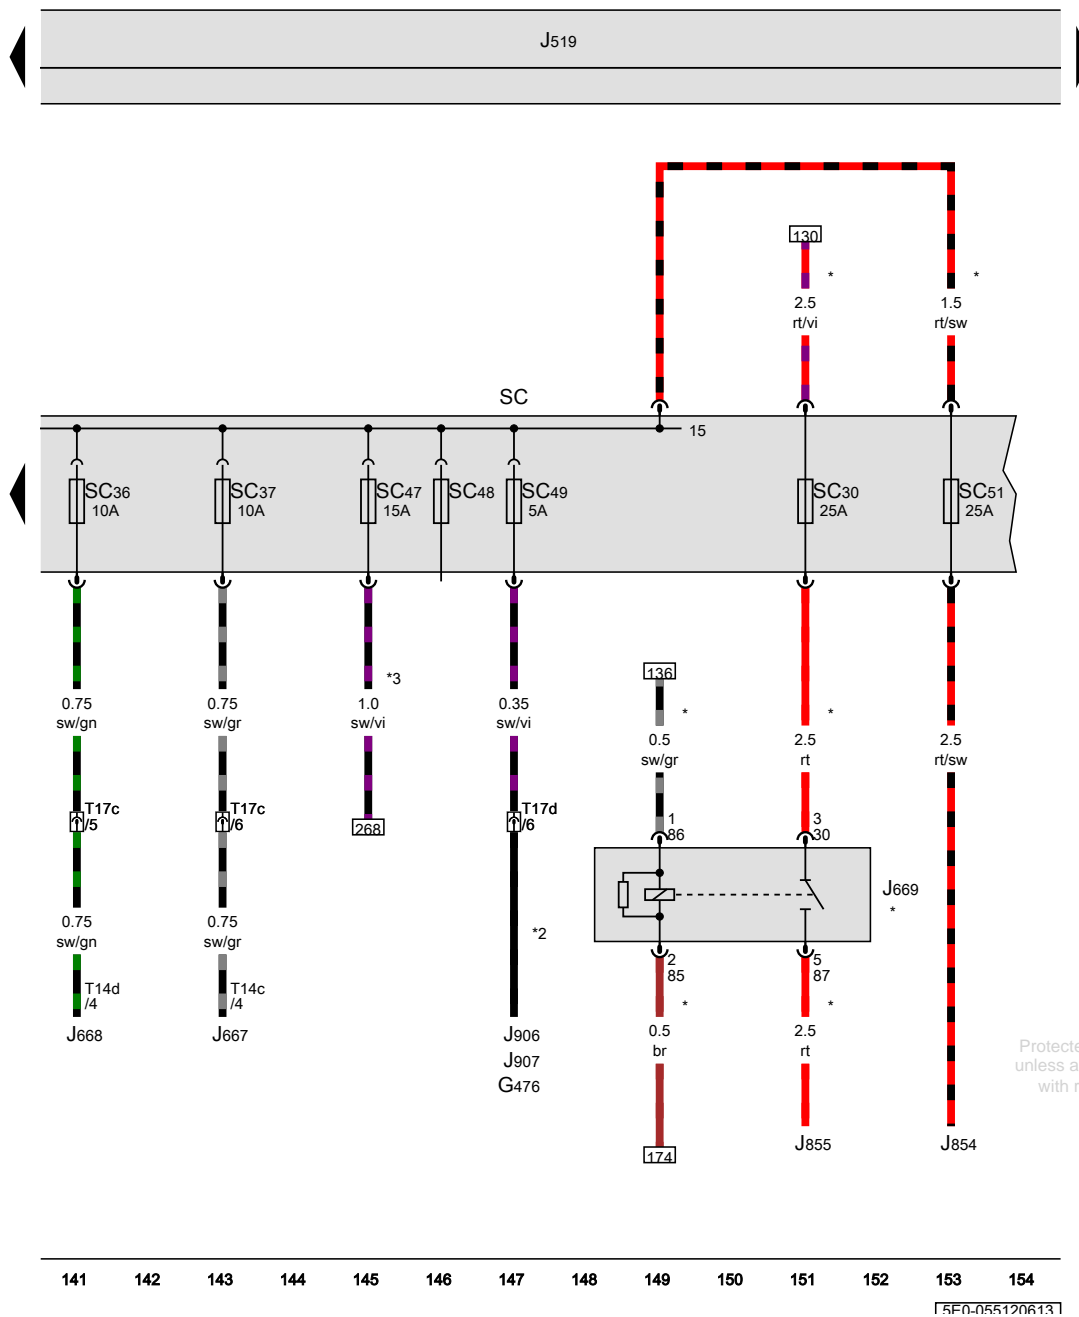 J519
130
*
*
2.5
1.5
rt/vi
rt/sw
SC
15
SC36
SC37
SC47
SC48
SC49
SC30
SC51
10A
10A
15A
5A
25A
25A
136
*3
0.75
0.75
1.0
0.35
*
*
sw/gn
sw/gr
sw/vi
sw/vi
0.5
2.5
2.5
sw/gr
rt
rt/sw
T17c
/5
T17c
/6
268
T17d
/6
1
86
3
30
J669
*
0.75
0.75
*2
sw/gn
sw/gr
2
85
5
87
T14d
/4
T14c
/4
*
*
J668
J667
J906
J907
G476
0.5
2.5
br
rt
Protecte
unless a
with r
174
J855
J854
141 142 143 144 145 146 147 148 149 150 151 152 153 154
5E0-055120613